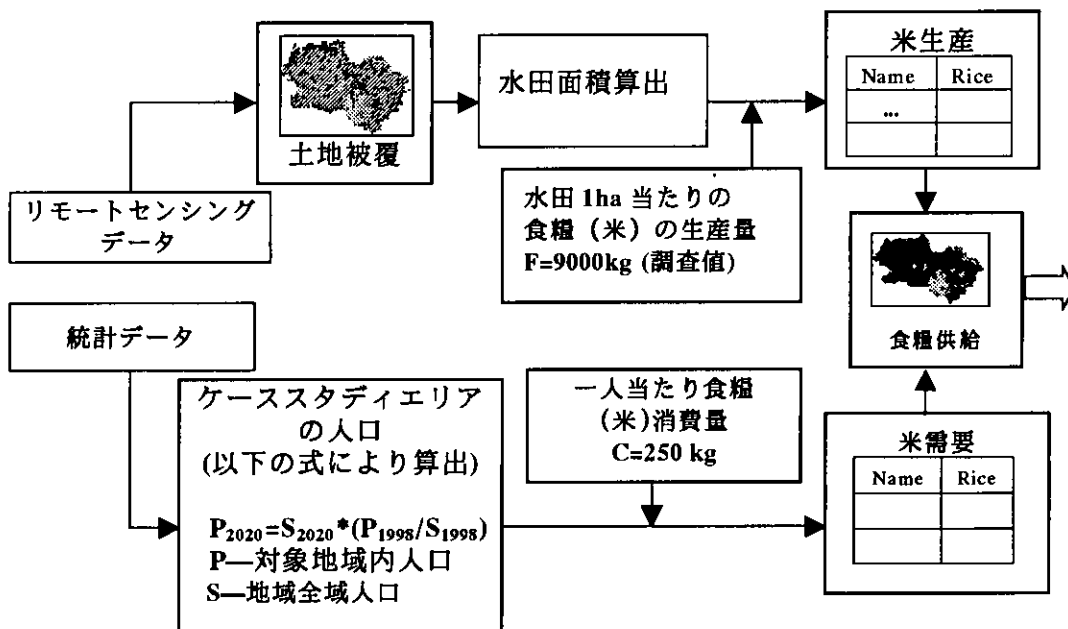 リモートセンシング
データ
土地被覆
水田面積算出
水田 1ha 当たりの
食糧（米）の生産量
F=9000kg (調査値)
米生産
Name Rice
...
食糧供給
統計データ
ケーススタディエリア
の人口
(以下の式により算出)
P2020=S2020*(P1998/S1998)
P—対象地域内人口
S—地域全域人口
一人当たり食糧
(米)消費量
C=250 kg
米需要
Name Rice